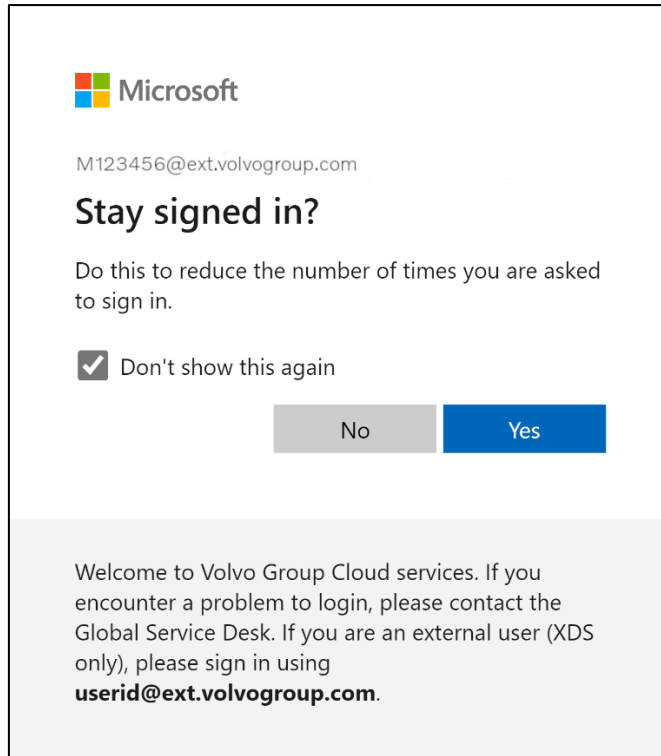 Microsoft
M123456@ext.volvogroup.com
Stay signed in?
Do this to reduce the number of times you are asked
to sign in.
Don't show this again
No
Yes
Welcome to Volvo Group Cloud services. If you
encounter a problem to login, please contact the
Global Service Desk. If you are an external user (XDS
only), please sign in using
userid@ext.volvogroup.com.